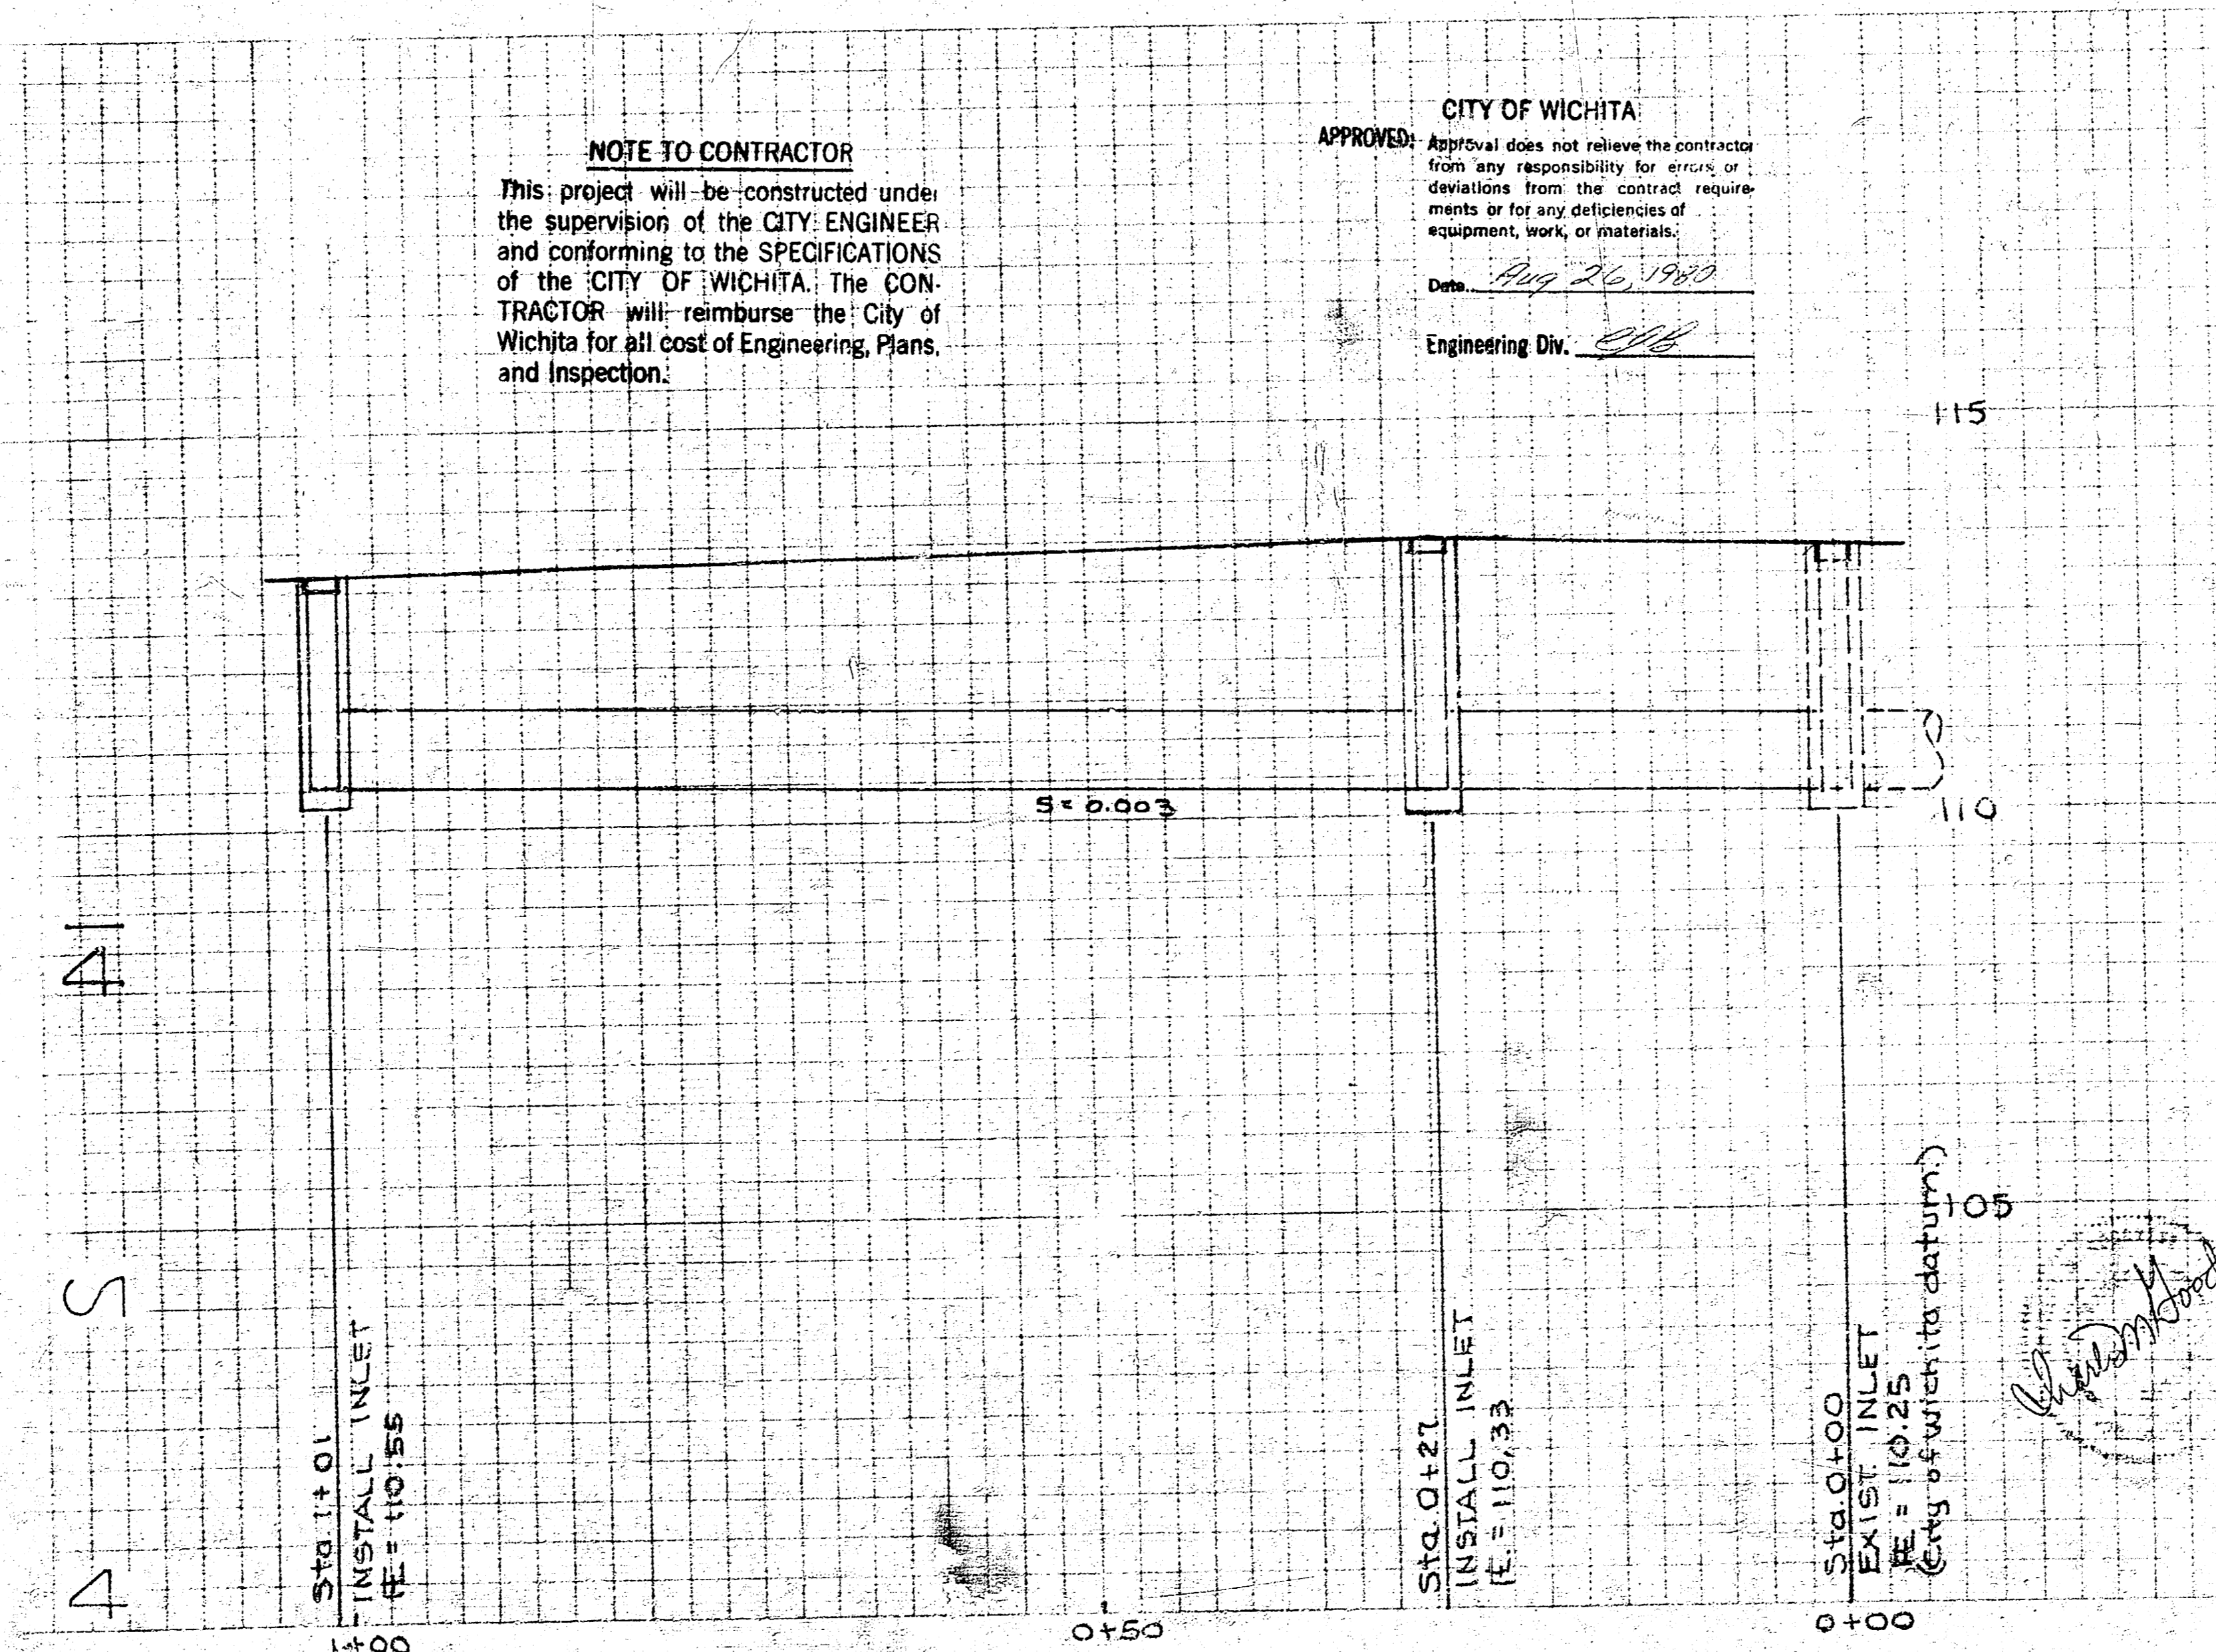 NOTE TO CONTRACTOR
This project will be constructed under
the supervision of the CITY ENGINEER
and conforming to the SPECIFICATIONS
of the CITY OF WICHITA. The CON-
TRACTOR will reimburse the City of
Wichita for all cost of Engineering, Plans,
and Inspection.
CITY OF WICHITA
APPROVED: Approval does not relieve the contractor
from any responsibility for errors or
deviations from the contract require-
ments or for any deficiencies of
equipment, work, or materials.
Date. Aug 26, 1980
Engineering Div.
115
S = 0.003
110
105
4
S
4
Sta. 1+01
INSTALL INLET
IE = 110.55
Sta. 0+27
INSTALL INLET
IE. = 110.33
Sta. 0+00
EXIST. INLET
IE = 110.25
(City of Wichita datum.)
1+00
0+50
0+00